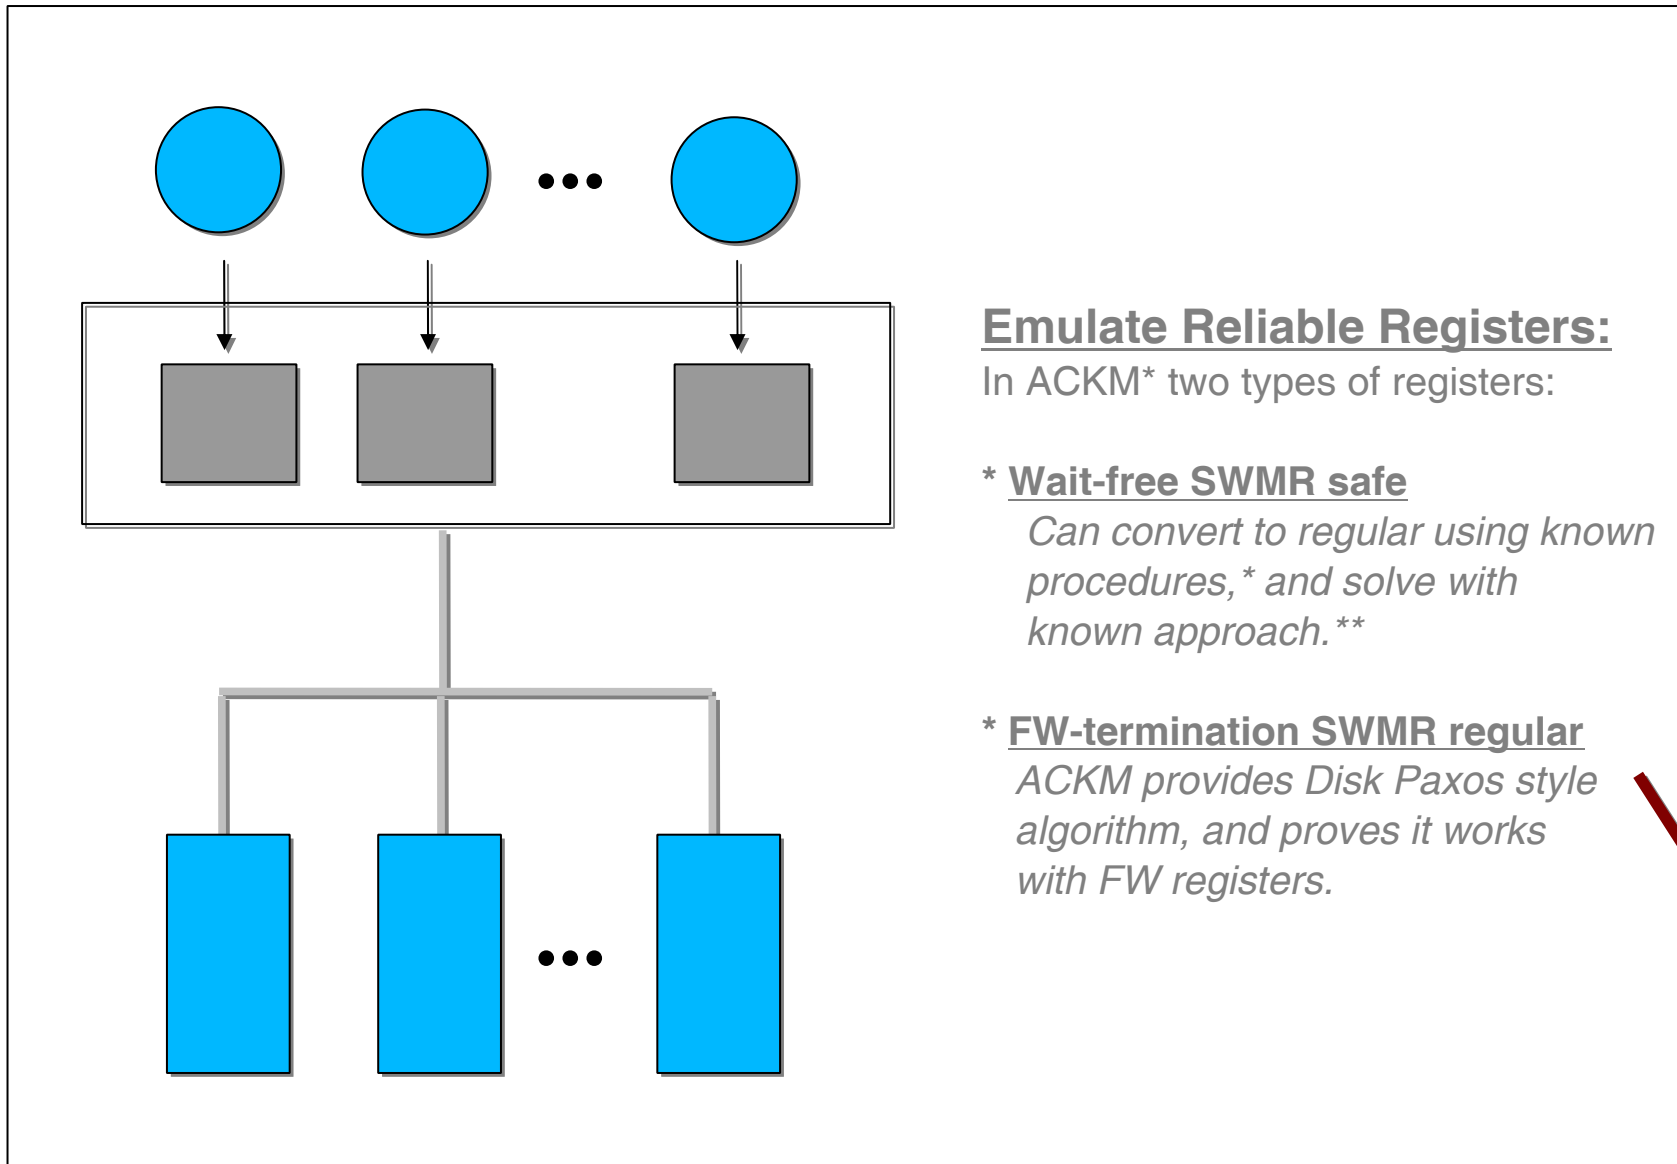 Emulate Reliable Registers:
In ACKM* two types of registers:
* Wait-free SWMR safe
Can convert to regular using known
procedures,* and solve with
known approach.**
* FW-termination SWMR regular
ACKM provides Disk Paxos style
algorithm, and proves it works
with FW registers.